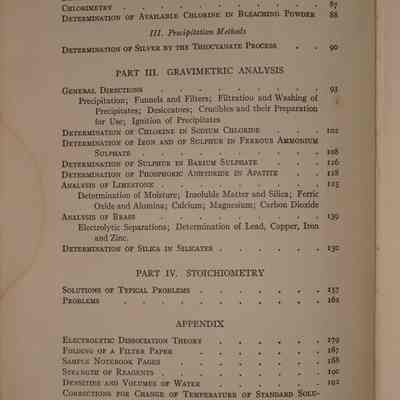 Chlorimetry . . . . . . . . . 87
Determination of Available Chlorine in Bleaching Powder 88
III. Precipitation Methods
Determination of Silver by the Thiocyanate Process . . 90
PART III. GRAVIMETRIC ANALYSIS
General Directions . . . . . . . . 93
Precipitation; Funnels and Filters; Filtration and Washing of
Precipitates; Desiccators; Crucibles and their Preparation
for Use; Ignition of Precipitates
Determination of Chlorine in Sodium Chloride . . . 102
Determination of Iron and of Sulphur in Ferrous Ammonium
Sulphate . . . . . . . . . 108
Determination of Sulphur in Barium Sulphate . . . 116
Determination of Phosphoric Anhydride in Apatite . . 118
Analysis of Limestone . . . . . . . 125
Determination of Moisture; Insoluble Matter and Silica; Ferric
Oxide and Alumina; Calcium; Magnesium; Carbon Dioxide
Analysis of Brass . . . . . . . . 139
Electrolytic Separations; Determination of Lead, Copper, Iron
and Zinc.
Determination of Silica in Silicates . . . . . 150
PART IV. STOICHIOMETRY
Solutions of Typical Problems . . . . . . 157
Problems . . . . . . . . . 162
APPENDIX
Electrolytic Dissociation Theory . . . . . 179
Folding of a Filter Paper . . . . . . 187
Sample Notebook Pages . . . . . . . 188
Strength of Reagents . . . . . . . 190
Densities and Volumes of Water . . . . . 192
Corrections for Change of Temperature of Standard Solu-